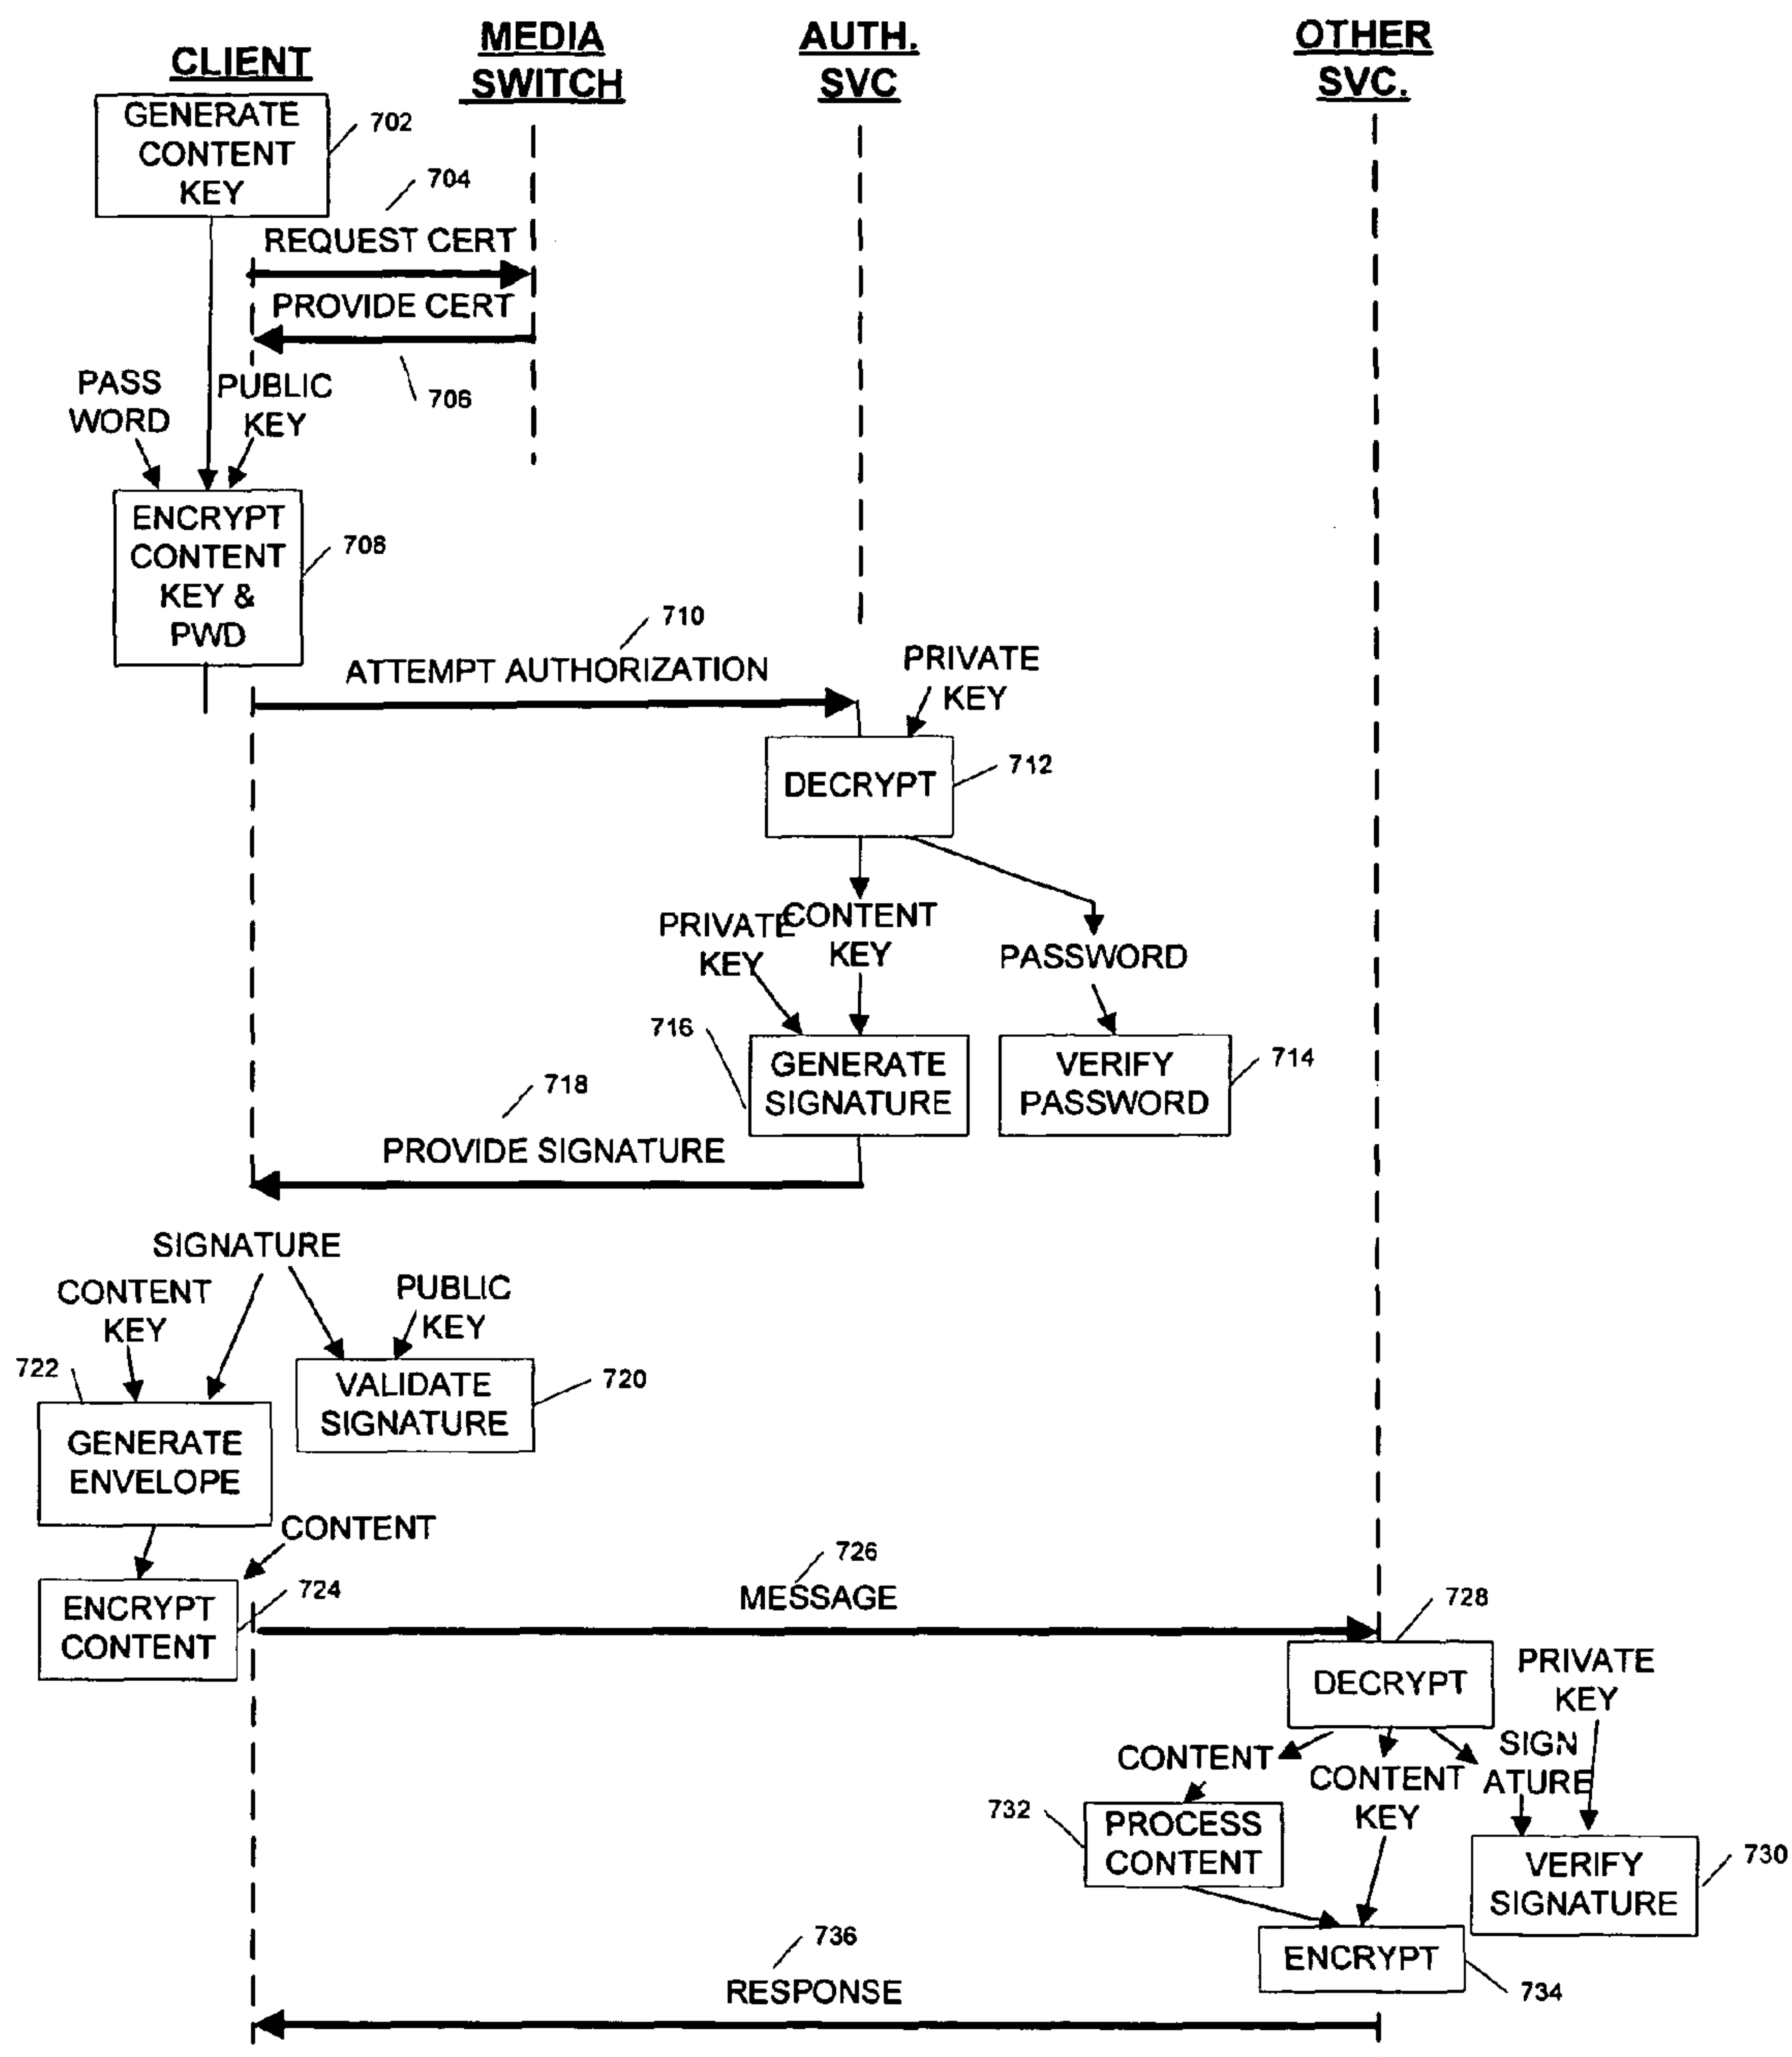 CLIENT
MEDIA
SWITCH
AUTH.
SVC
OTHER
SVC.
GENERATE
CONTENT
KEY
702
704
REQUEST CERT
PROVIDE CERT
706
PASS
WORD
PUBLIC
KEY
ENCRYPT
CONTENT
KEY &
PWD
708
710
ATTEMPT AUTHORIZATION
PRIVATE
KEY
DECRYPT
712
PRIVATE
KEY
CONTENT
KEY
PASSWORD
716
GENERATE
SIGNATURE
VERIFY
PASSWORD
714
718
PROVIDE SIGNATURE
SIGNATURE
CONTENT
KEY
PUBLIC
KEY
722
VALIDATE
SIGNATURE
720
GENERATE
ENVELOPE
CONTENT
ENCRYPT
CONTENT
724
726
MESSAGE
728
DECRYPT
PRIVATE
KEY
CONTENT
CONTENT
KEY
SIGN
ATURE
732
PROCESS
CONTENT
VERIFY
SIGNATURE
730
ENCRYPT
734
736
RESPONSE